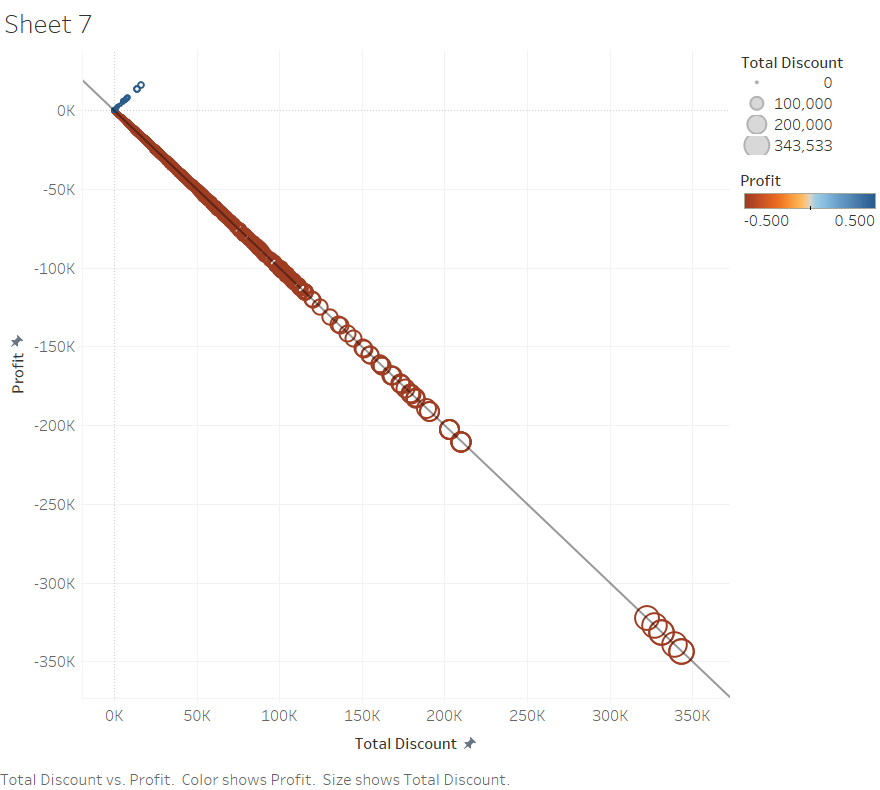 Sheet 7
Total Discount
0
100,000
200,000
343,533
Profit
-0.500 0.500
0K
-50K
-100K
-150K
-200K
-250K
-300K
-350K
Profit
0K 50K 100K 150K 200K 250K 300K 350K
Total Discount
Total Discount vs. Profit. Color shows Profit. Size shows Total Discount.